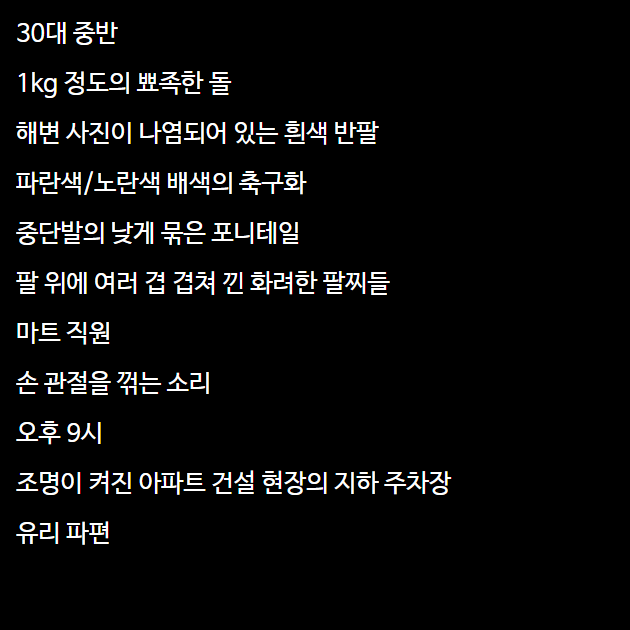 30대 중반
1kg 정도의 뾰족한 돌
해변 사진이 나염되어 있는 흰색 반팔
파란색/노란색 배색의 축구화
중단발의 낮게 묶은 포니테일
팔 위에 여러 겹 겹쳐 낀 화려한 팔찌들
마트 직원
손 관절을 꺾는 소리
오후 9시
조명이 켜진 아파트 건설 현장의 지하 주차장
유리 파편